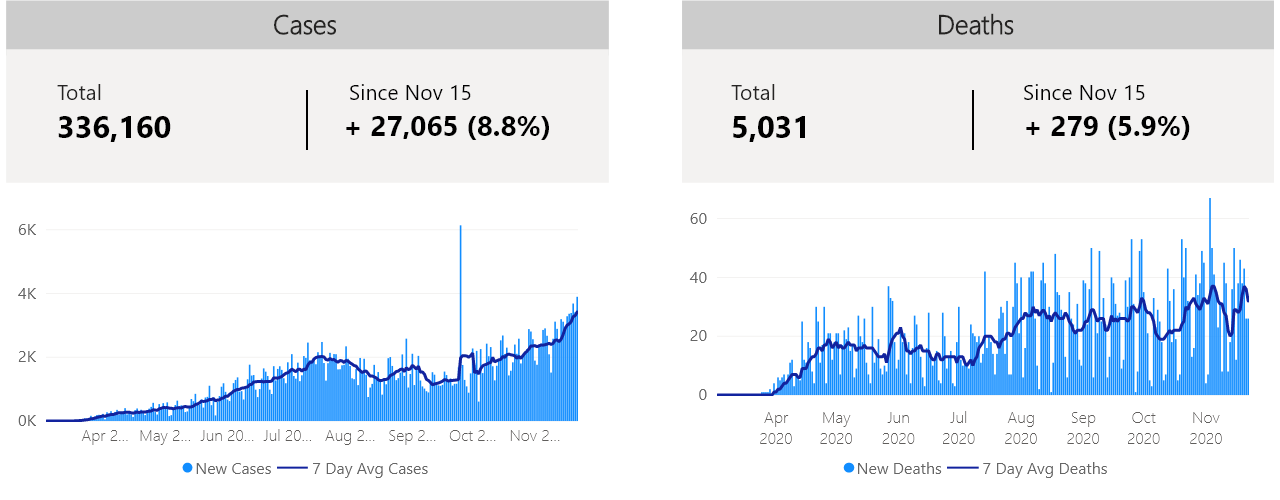 Cases
Total
336,160
Since Nov 15
+ 27,065 (8.8%)
6K
4K
2K
0K
Apr 2... May 2... Jun 20... Jul 20... Aug 2... Sep 2... Oct 2... Nov 2...
New Cases 7 Day Avg Cases
Deaths
Total
5,031
Since Nov 15
+ 279 (5.9%)
60
40
20
0
Apr May Jun Jul Aug Sep Oct Nov
2020 2020 2020 2020 2020 2020 2020 2020
New Deaths 7 Day Avg Deaths